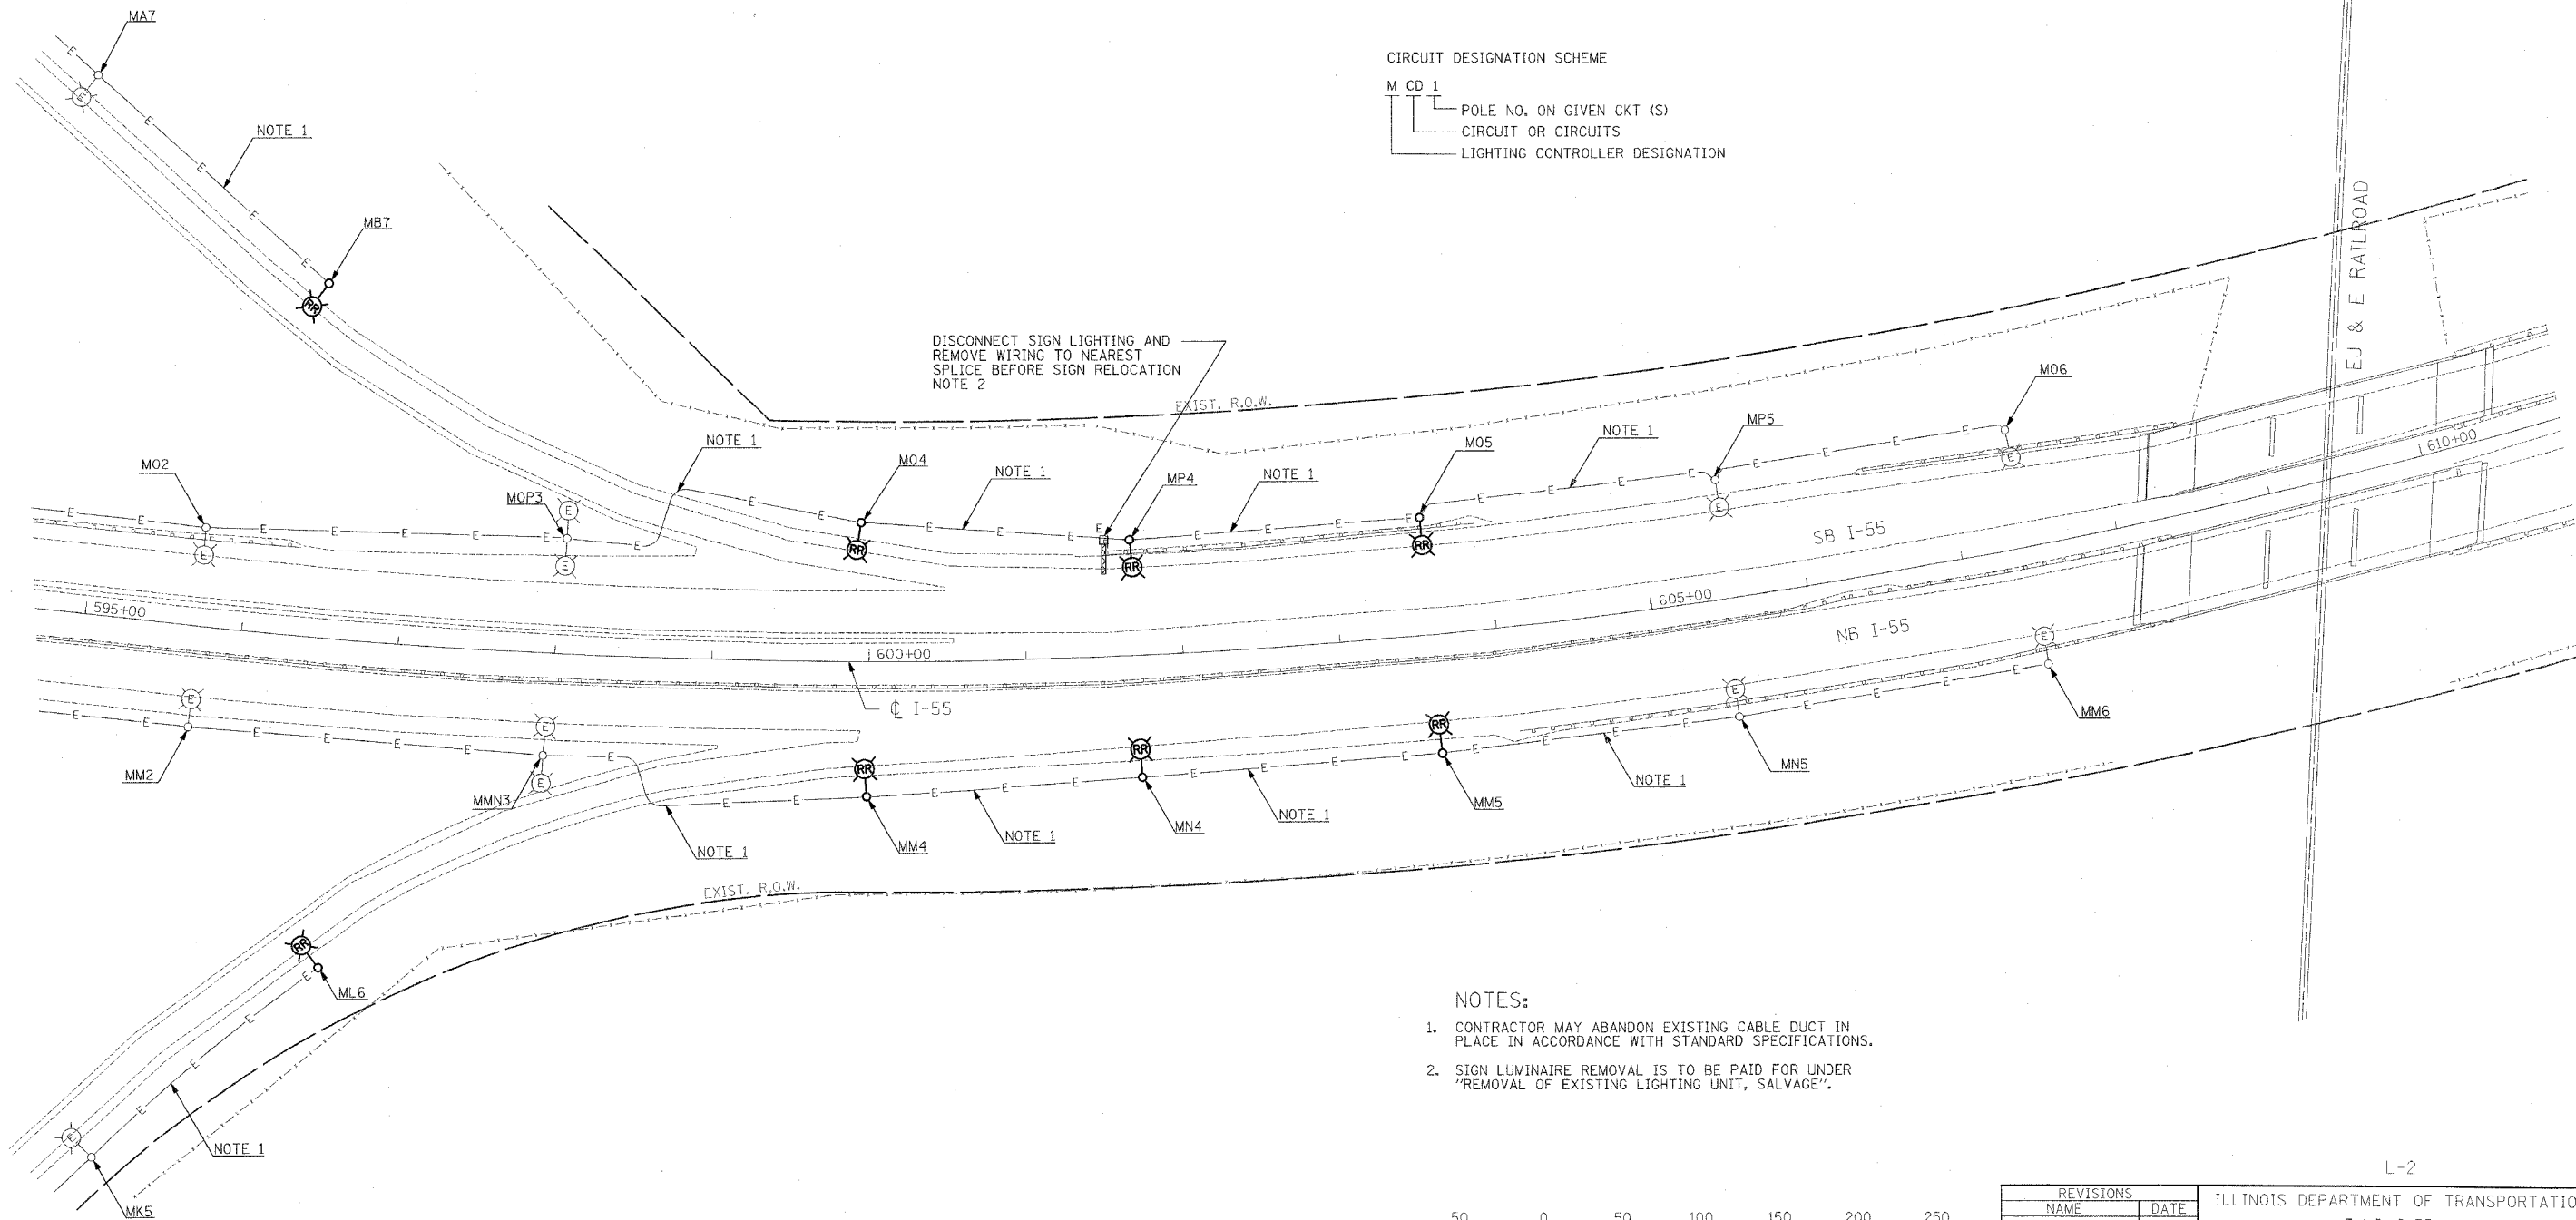 MA7
CIRCUIT DESIGNATION SCHEME
M CD 1
POLE NO. ON GIVEN CKT (S)
CIRCUIT OR CIRCUITS
LIGHTING CONTROLLER DESIGNATION
NOTE 1
MB7
EJ & E RAILROAD
DISCONNECT SIGN LIGHTING AND
REMOVE WIRING TO NEAREST
SPLICE BEFORE SIGN RELOCATION
NOTE 2
EXIST. R.O.W.
MO6
MP5
NOTE 1
MO5
NOTE 1
MO4
NOTE 1
MP4
NOTE 1
MO2
MOP3
610+00
SB I-55
595+00
605+00
NB I-55
600+00
℄ I-55
MM2
MMN3
NOTE 1
MM4
NOTE 1
MN4
NOTE 1
MM5
NOTE 1
MN5
MM6
EXIST. R.O.W.
ML6
NOTE 1
MK5
NOTES:
1. CONTRACTOR MAY ABANDON EXISTING CABLE DUCT IN
PLACE IN ACCORDANCE WITH STANDARD SPECIFICATIONS.
2. SIGN LUMINAIRE REMOVAL IS TO BE PAID FOR UNDER
"REMOVAL OF EXISTING LIGHTING UNIT, SALVAGE".
L-2
REVISIONS
NAME DATE
ILLINOIS DEPARTMENT OF TRANSPORTATIO
50 0 50 100 150 200 250